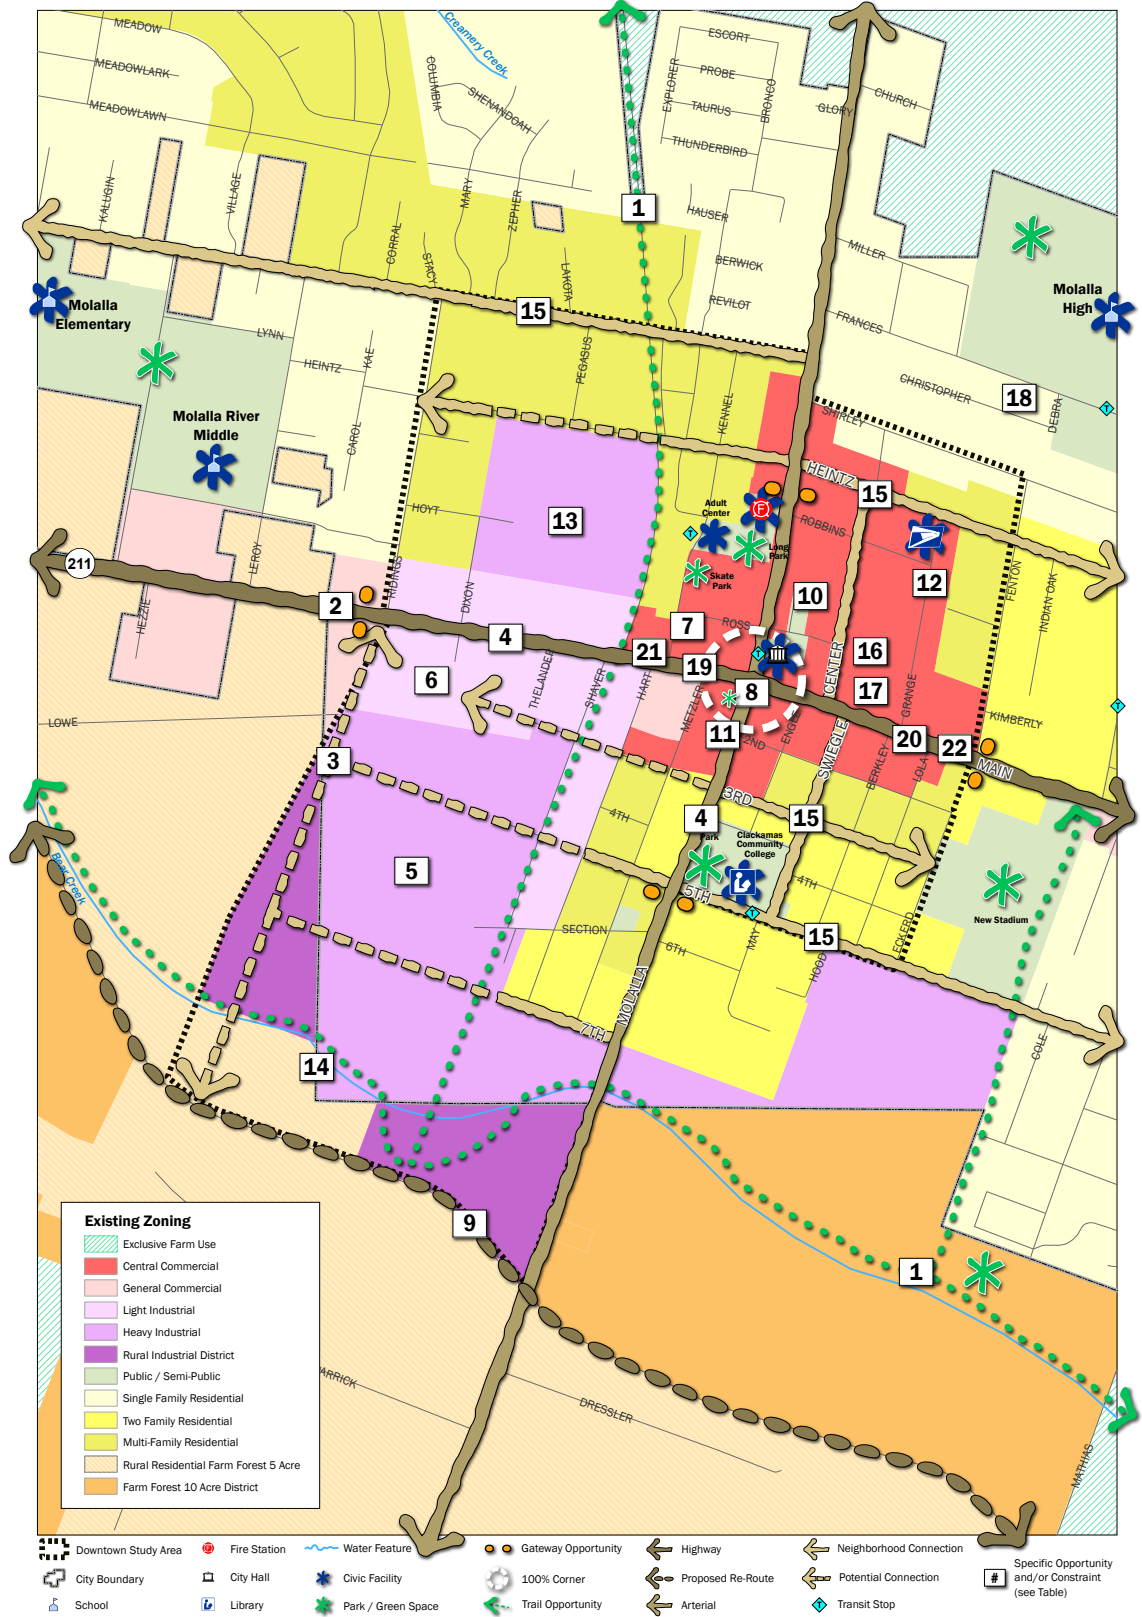 MEADOW
Creamery Creek
ESCORT
MEADOWLARK
COLUMBIA
SHENANDOAH
EXPLORER
PROBE
BRONCO
CHURCH
MEADOWLAWN
TAURUS
GLORY
THUNDERBIRD
KALUGIN
VILLAGE
MARY
ZEPHER
1
HAUSER
CORRAL
STACY
LAKOTA
BERWICK
MILLER
Molalla
Elementary
15
REVILOT
FRANCES
Molalla
High
LYNN
HEINTZ
KAE
PEGASUS
CHRISTOPHER
18
DEBRA
Molalla River
Middle
CAROL
KENNEL
SHIRLEY
HEINTZ
15
HOYT
13
Adult
Center
F
ROBBINS
T
Long
Park
Skate
Park
12
211
LEROY
RIDINGS
DIXON
10
FENTON
INDIAN OAK
HEZZIE
2
4
7
ROSS
21
19
T
16
CENTER
6
THELANDER
SHAVER
HART
METZLER
8
17
GRANGE
LOWE
11
2ND
ENGEL
SWIEGLE
20
22
KIMBERLY
T
3
BERKLEY
LOLA
MAIN
3RD
4TH
4
Park
15
Clackamas
Community
College
Bear Creek
5
5TH
4TH
New Stadium
T
SECTION
6TH
MAY
15
HOOD
ECKERD
MOLALLA
7TH
COLE
14
9
1
Existing Zoning
Exclusive Farm Use
Central Commercial
General Commercial
Light Industrial
Heavy Industrial
Rural Industrial District
Public / Semi-Public
Single Family Residential
Two Family Residential
Multi-Family Residential
Rural Residential Farm Forest 5 Acre
Farm Forest 10 Acre District
DRESSLER
MATHIAS
Downtown Study Area
Fire Station
Water Feature
Gateway Opportunity
Highway
Neighborhood Connection
City Boundary
City Hall
Civic Facility
100% Corner
Proposed Re-Route
Potential Connection
#
Specific Opportunity
and/or Constraint
(see Table)
School
Library
Park / Green Space
Trail Opportunity
Arterial
T
Transit Stop